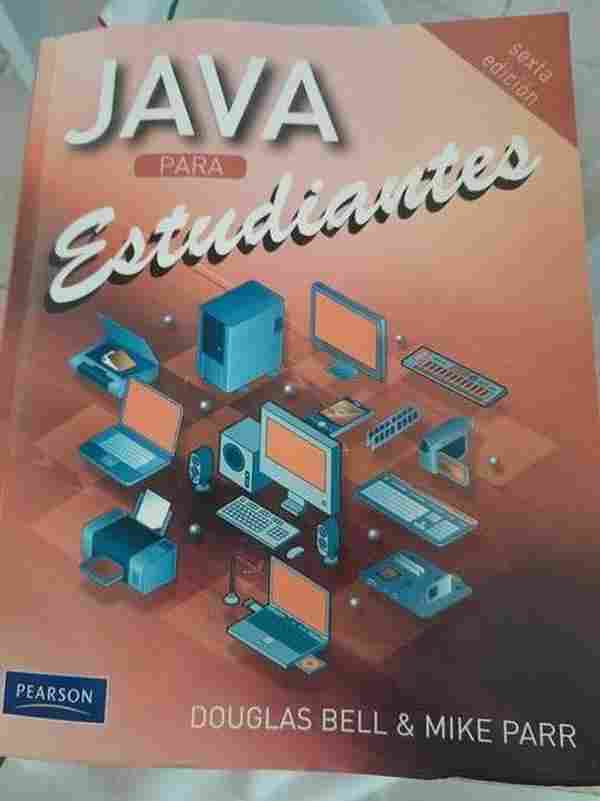 JAVA
PARA
Estudiantes
sexta
edición
PEARSON
DOUGLAS BELL & MIKE PARR